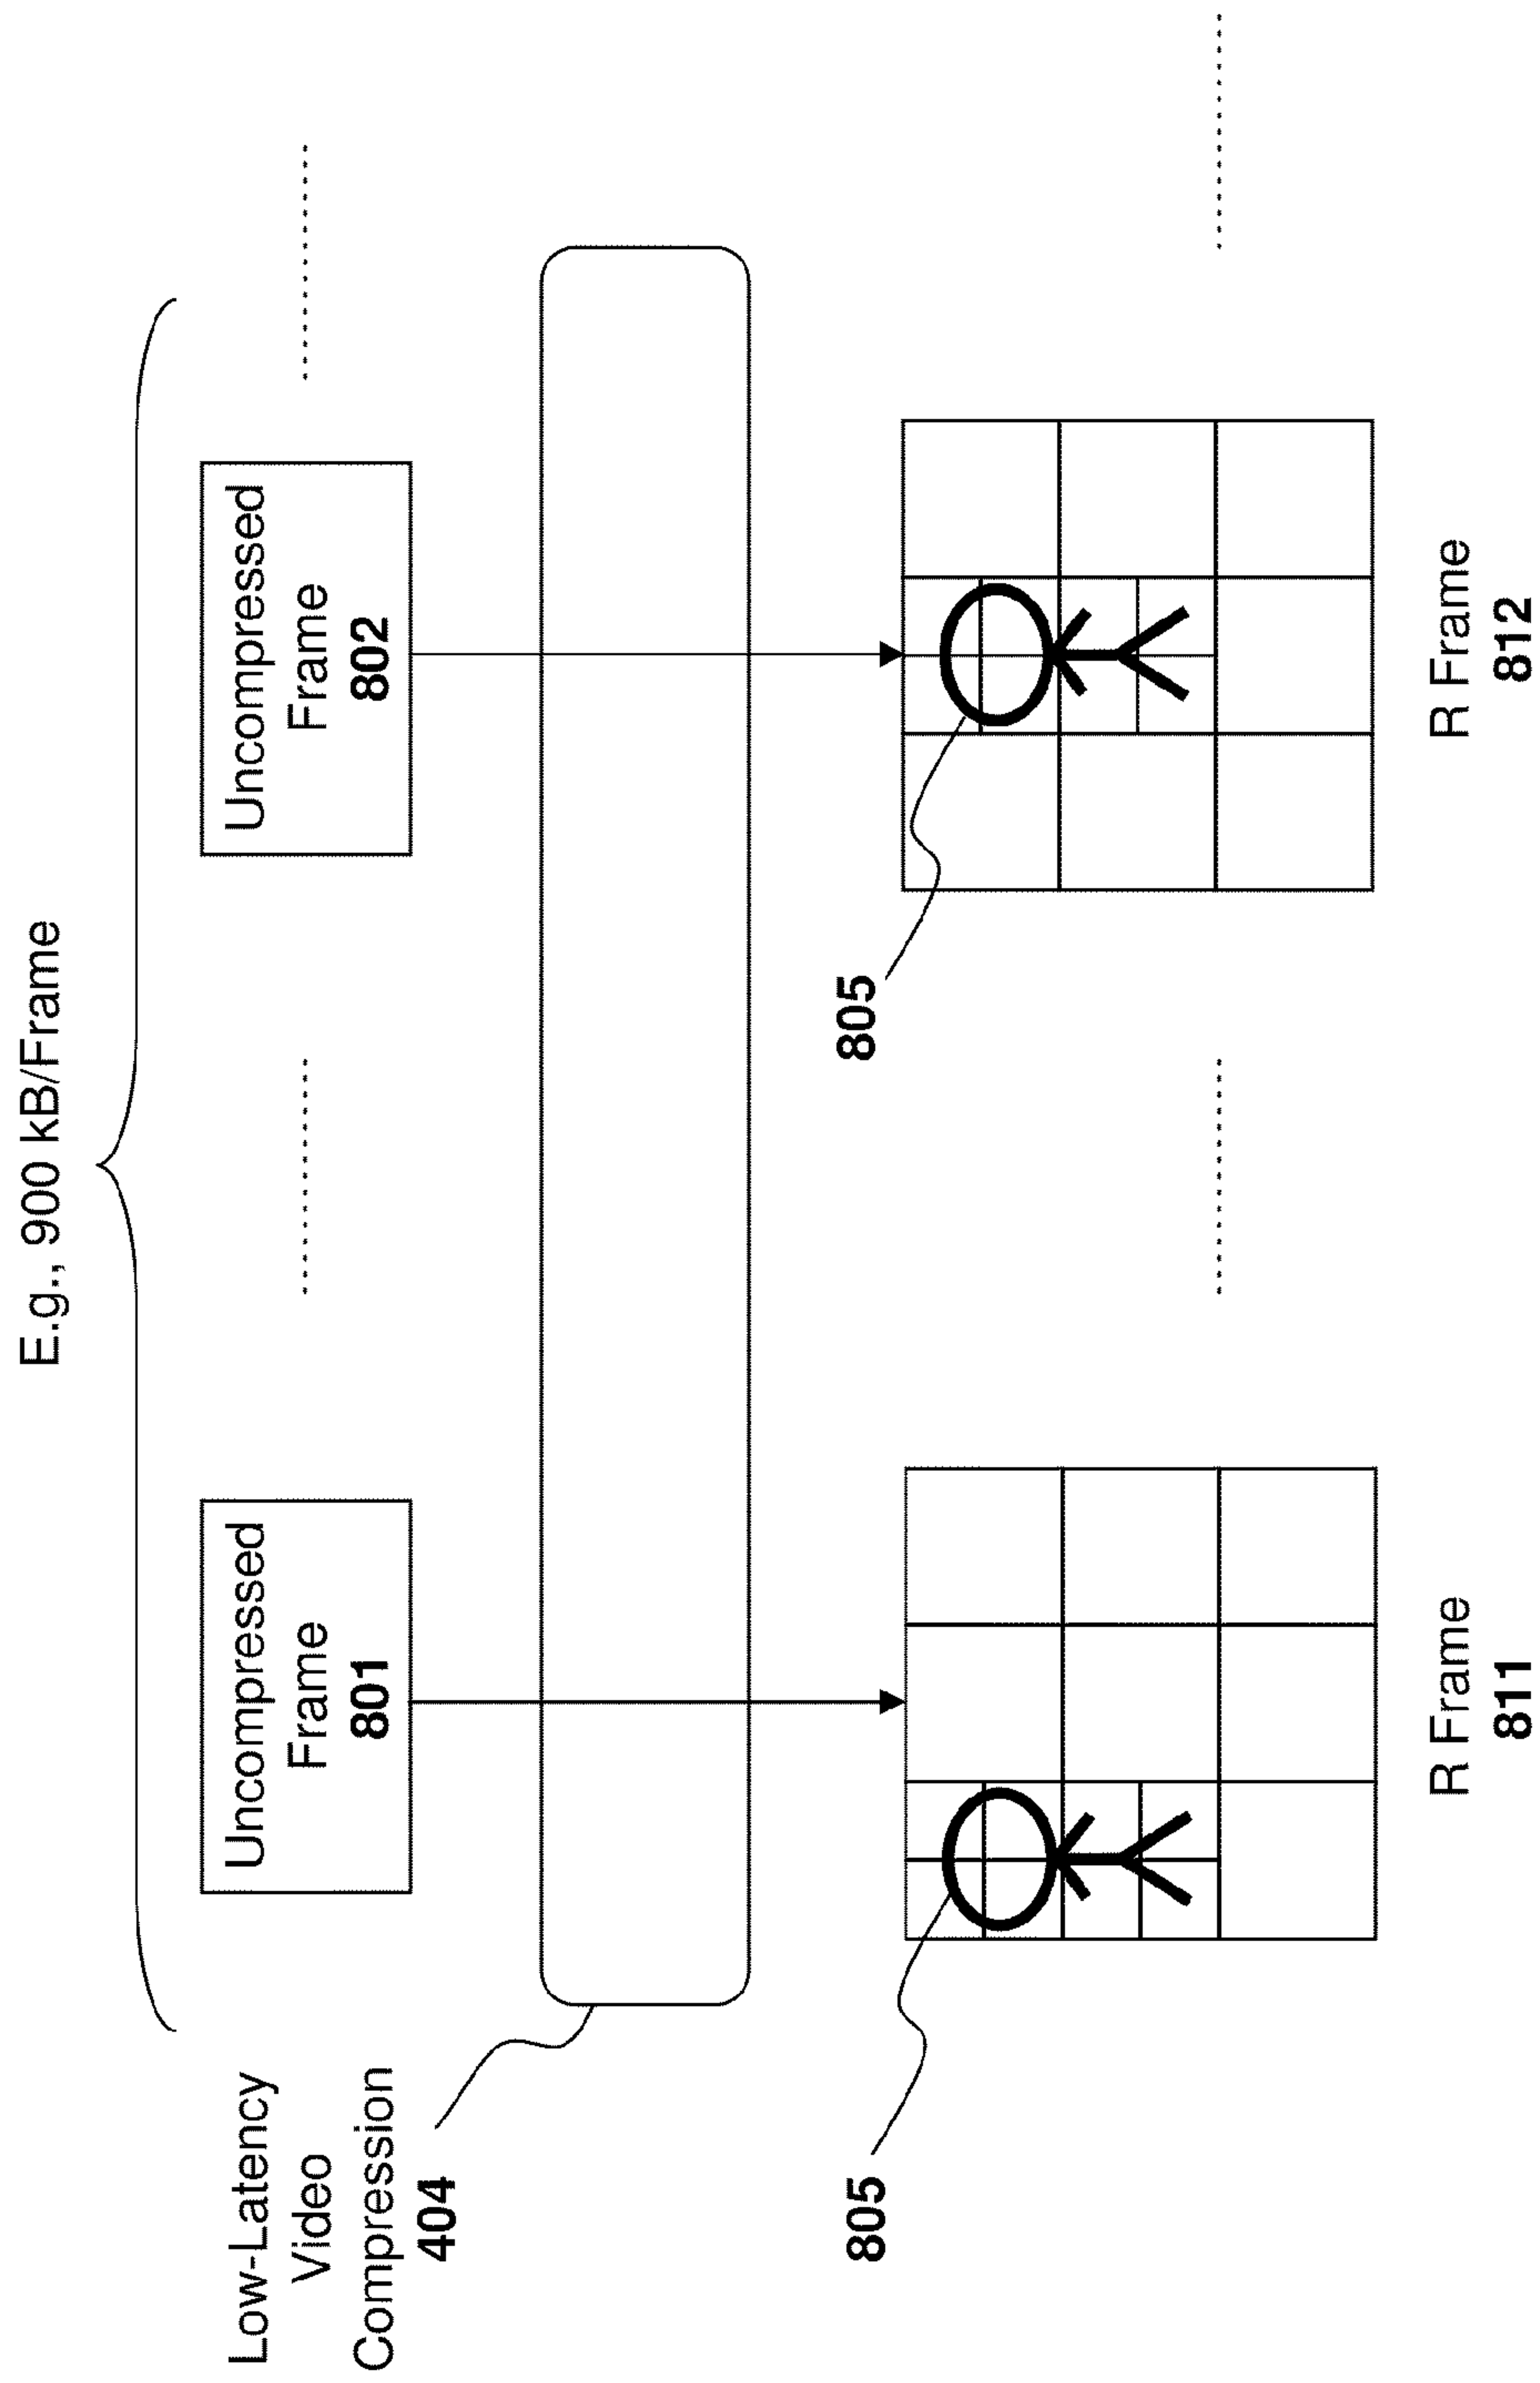 E.g., 900 kB/Frame
Low-Latency
Video
Compression
404
Uncompressed
Frame
801
Uncompressed
Frame
802
805
805
R Frame
811
R Frame
812